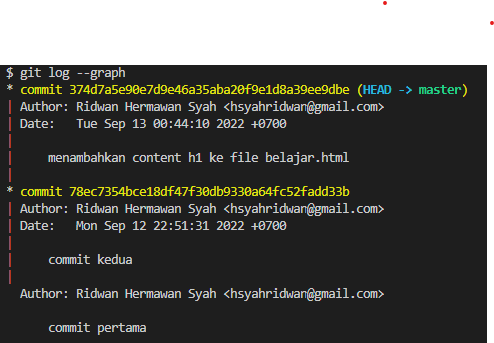 $ git log --graph
* commit 374d7a5e90e7d9e46a35aba20f9e1d8a39ee9dbe (HEAD -> master)
| Author: Ridwan Hermawan Syah <hsyahridwan@gmail.com>
| Date:   Tue Sep 13 00:44:10 2022 +0700
|
|     menambahkan content h1 ke file belajar.html
|
* commit 78ec7354bce18df47f30db9330a64fc52fadd33b
| Author: Ridwan Hermawan Syah <hsyahridwan@gmail.com>
| Date:   Mon Sep 12 22:51:31 2022 +0700
|
|     commit kedua
|
  Author: Ridwan Hermawan Syah <hsyahridwan@gmail.com>
      commit pertama